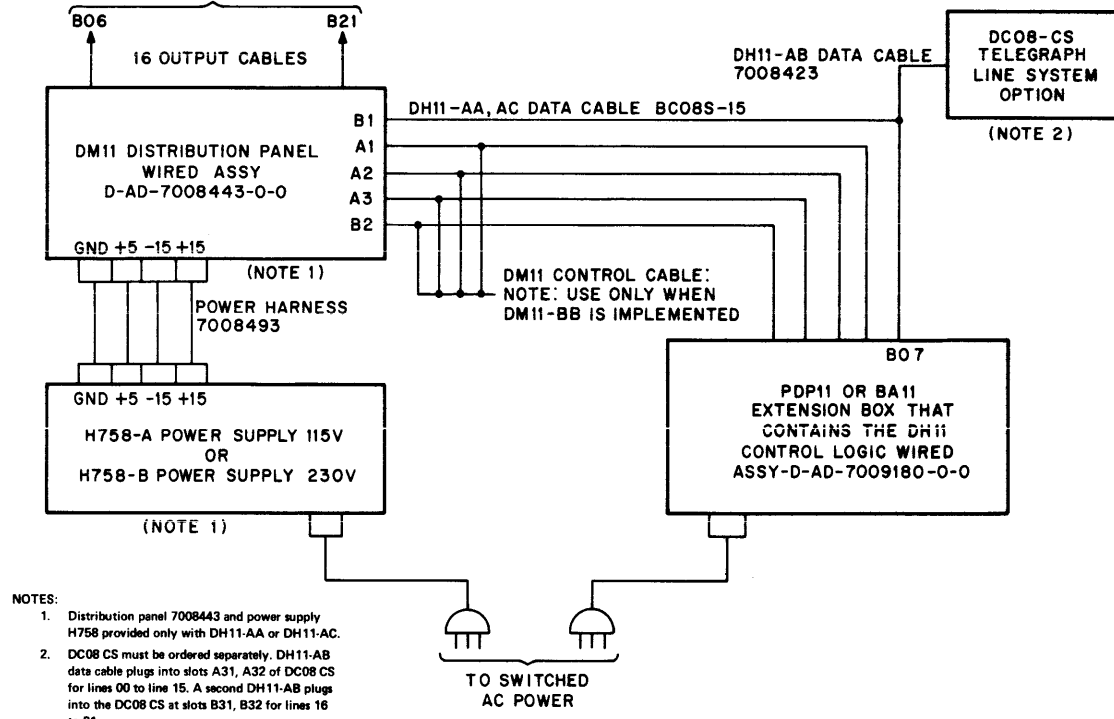 B06
B21
16 OUTPUT CABLES
DH11-AB DATA CABLE
7008423
DC08-CS
TELEGRAPH
LINE SYSTEM
OPTION
(NOTE 2)
DH11-AA, AC DATA CABLE BC08S-15
B1
A1
A2
A3
B2
DM11 DISTRIBUTION PANEL
WIRED ASSY
D-AD-7008443-0-0
GND +5 -15 +15
(NOTE 1)
POWER HARNESS
7008493
DM11 CONTROL CABLE:
NOTE: USE ONLY WHEN
DM11-BB IS IMPLEMENTED
GND +5 -15 +15
H758-A POWER SUPPLY 115V
OR
H758-B POWER SUPPLY 230V
(NOTE 1)
B07
PDP11 OR BA11
EXTENSION BOX THAT
CONTAINS THE DH11
CONTROL LOGIC WIRED
ASSY-D-AD-7009180-0-0
TO SWITCHED
AC POWER
NOTES:
1. Distribution panel 7008443 and power supply
H758 provided only with DH11-AA or DH11-AC.
2. DC08 CS must be ordered separately. DH11-AB
data cable plugs into slots A31, A32 of DC08 CS
for lines 00 to line 15. A second DH11-AB plugs
into the DC08 CS at slots B31, B32 for lines 16